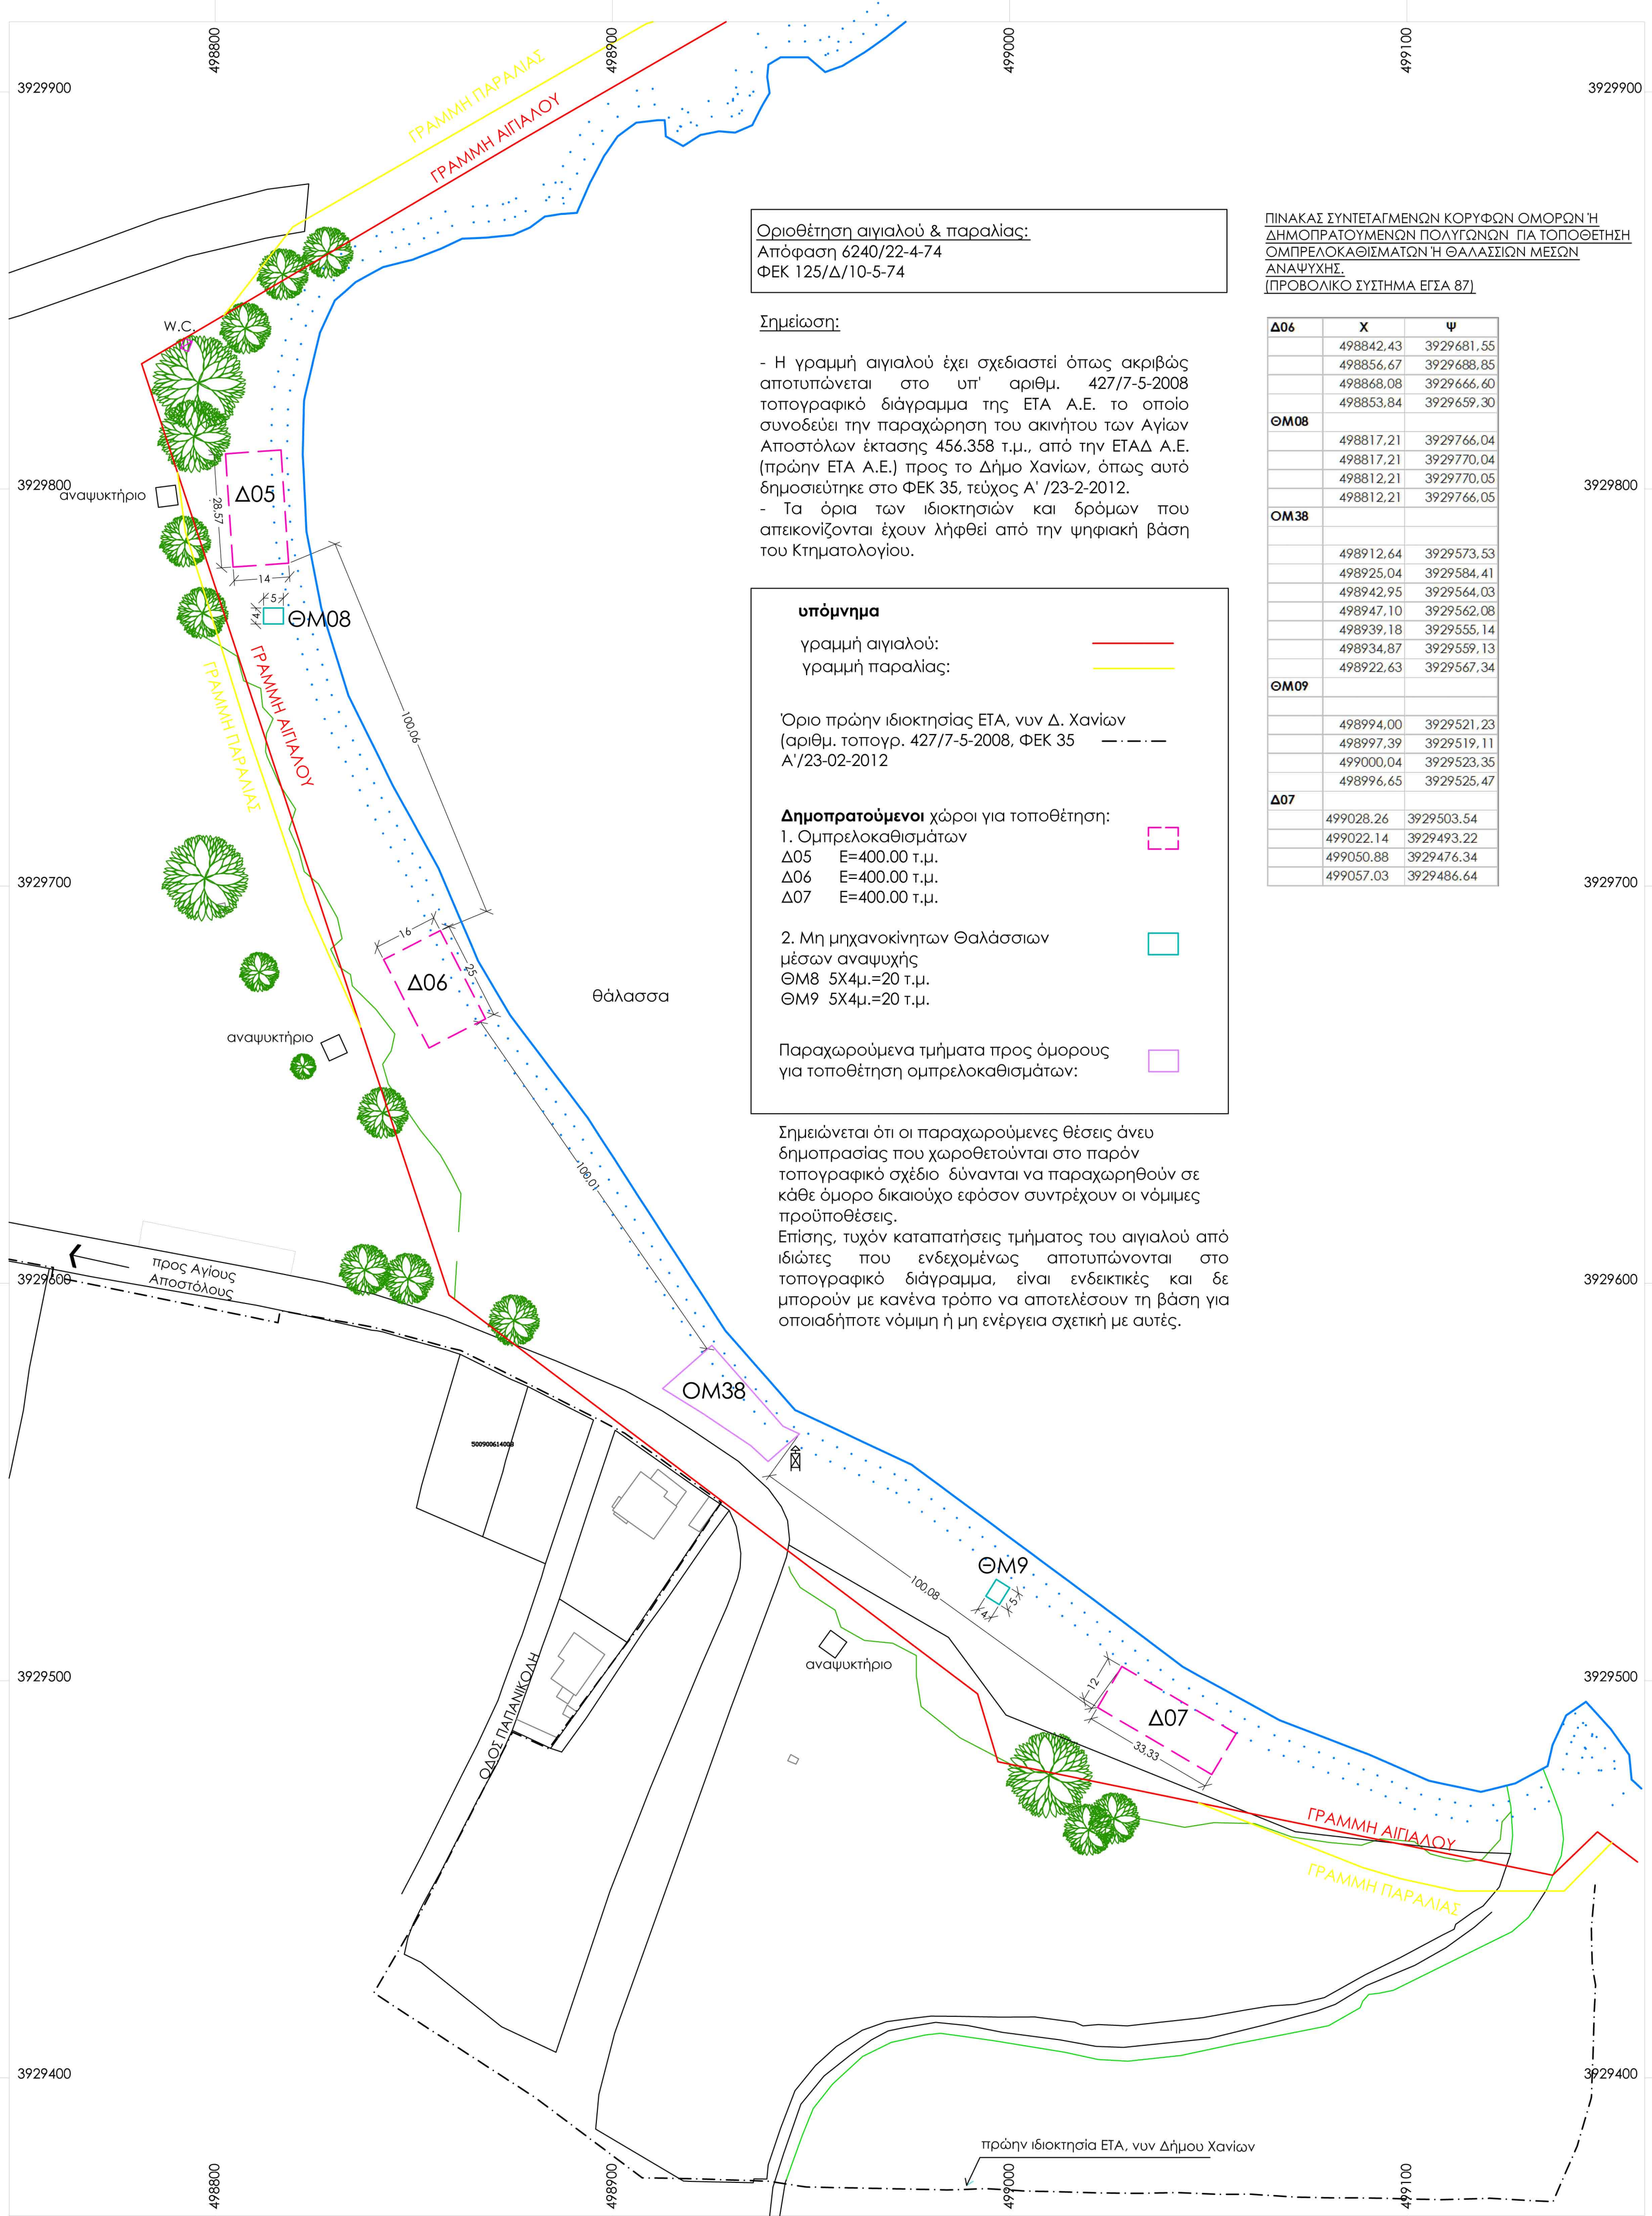 498800
498900
499000
499100
3929900
3929900
ΓΡΑΜΜΗ ΠΑΡΑΛΙΑΣ
ΓΡΑΜΜΗ ΑΙΓΙΑΛΟΥ
Οριοθέτηση αιγιαλού & παραλίας:
Απόφαση 6240/22-4-74
ΦΕΚ 125/Δ/10-5-74
Σημείωση:
- Η γραμμή αιγιαλού έχει σχεδιαστεί όπως ακριβώς
αποτυπώνεται στο υπ' αριθμ. 427/7-5-2008
τοπογραφικό διάγραμμα της ΕΤΑ Α.Ε. το οποίο
συνοδεύει την παραχώρηση του ακινήτου των Αγίων
Αποστόλων έκτασης 456.358 τ.μ., από την ΕΤΑΔ Α.Ε.
(πρώην ΕΤΑ Α.Ε.) προς το Δήμο Χανίων, όπως αυτό
δημοσιεύτηκε στο ΦΕΚ 35, τεύχος Α' /23-2-2012.
- Τα όρια των ιδιοκτησιών και δρόμων που
απεικονίζονται έχουν λήφθεί από την ψηφιακή βάση
του Κτηματολογίου.
ΠΙΝΑΚΑΣ ΣΥΝΤΕΤΑΓΜΕΝΩΝ ΚΟΡΥΦΩΝ ΟΜΟΡΩΝ Ή
ΔΗΜΟΠΡΑΤΟΥΜΕΝΩΝ ΠΟΛΥΓΩΝΩΝ ΓΙΑ ΤΟΠΟΘΕΤΗΣΗ
ΟΜΠΡΕΛΟΚΑΘΙΣΜΑΤΩΝ Ή ΘΑΛΑΣΣΙΩΝ ΜΕΣΩΝ
ΑΝΑΨΥΧΗΣ.
(ΠΡΟΒΟΛΙΚΟ ΣΥΣΤΗΜΑ ΕΓΣΑ 87)
Δ06 Χ Ψ
498842,43 3929681,55
498856,67 3929688,85
498868,08 3929666,60
498853,84 3929659,30
ΘΜ08
498817,21 3929766,04
498817,21 3929770,04
498812,21 3929770,05
498812,21 3929766,05
ΟΜ38
498912,64 3929573,53
498925,04 3929584,41
498942,95 3929564,03
498947,10 3929562,08
498939,18 3929555,14
498934,87 3929559,13
498922,63 3929567,34
ΘΜ09
498994,00 3929521,23
498997,39 3929519,11
499000,04 3929523,35
498996,65 3929525,47
Δ07
499028.26 3929503.54
499022.14 3929493.22
499050.88 3929476.34
499057.03 3929486.64
W.C.
3929800
3929800
αναψυκτήριο
Δ05
28,57
14
5
4
ΘΜ08
ΓΡΑΜΜΗ ΑΙΓΙΑΛΟΥ
ΓΡΑΜΜΗ ΠΑΡΑΛΙΑΣ
100,06
υπόμνημα
γραμμή αιγιαλού:
γραμμή παραλίας:
Όριο πρώην ιδιοκτησίας ΕΤΑ, νυν Δ. Χανίων
(αριθμ. τοπογρ. 427/7-5-2008, ΦΕΚ 35
Α'/23-02-2012
Δημοπρατούμενοι χώροι για τοποθέτηση:
1. Ομπρελοκαθισμάτων
Δ05 Ε=400.00 τ.μ.
Δ06 Ε=400.00 τ.μ.
Δ07 Ε=400.00 τ.μ.
2. Μη μηχανοκίνητων Θαλάσσιων
μέσων αναψυχής
ΘΜ8 5Χ4μ.=20 τ.μ.
ΘΜ9 5Χ4μ.=20 τ.μ.
Παραχωρούμενα τμήματα προς όμορους
για τοποθέτηση ομπρελοκαθισμάτων:
3929700
3929700
16
25
Δ06
θάλασσα
αναψυκτήριο
100,01
Σημειώνεται ότι οι παραχωρούμενες θέσεις άνευ
δημοπρασίας που χωροθετούνται στο παρόν
τοπογραφικό σχέδιο δύνανται να παραχωρηθούν σε
κάθε όμορο δικαιούχο εφόσον συντρέχουν οι νόμιμες
προϋποθέσεις.
Επίσης, τυχόν καταπατήσεις τμήματος του αιγιαλού από
ιδιώτες που ενδεχομένως αποτυπώνονται στο
τοπογραφικό διάγραμμα, είναι ενδεικτικές και δε
μπορούν με κανένα τρόπο να αποτελέσουν τη βάση για
οποιαδήποτε νόμιμη ή μη ενέργεια σχετική με αυτές.
προς Αγίους
Αποστόλους
3929600
3929600
ΟΜ38
500900614008
100,08
ΘΜ9
4
5
αναψυκτήριο
ΟΔΟΣ ΠΑΠΑΝΙΚΟΛΗ
3929500
3929500
12
Δ07
33,33
ΓΡΑΜΜΗ ΑΙΓΙΑΛΟΥ
ΓΡΑΜΜΗ ΠΑΡΑΛΙΑΣ
3929400
3929400
πρώην ιδιοκτησία ΕΤΑ, νυν Δήμου Χανίων
498800
498900
499000
499100